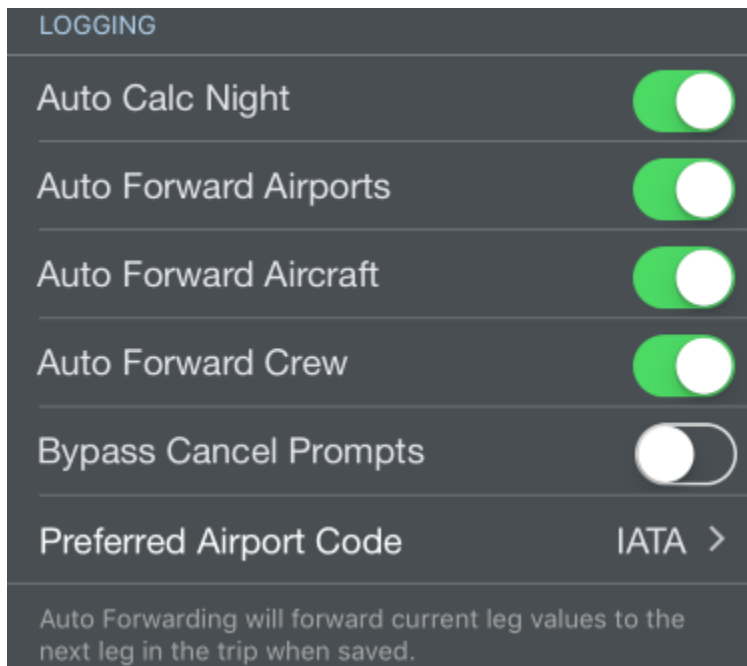 LOGGING
Auto Calc Night
Auto Forward Airports
Auto Forward Aircraft
Auto Forward Crew
Bypass Cancel Prompts
Preferred Airport Code IATA >
Auto Forwarding will forward current leg values to the
next leg in the trip when saved.